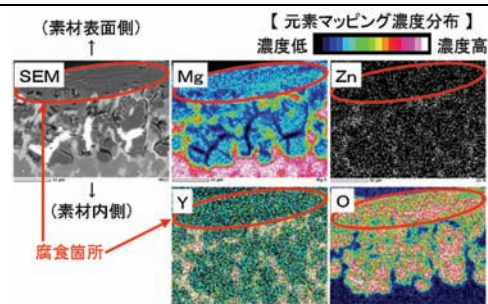 (素材表面側)
【 元素マッピング濃度分布 】
濃度低
濃度高
SEM
Mg
Zn
(素材内側)
Y
O
腐食箇所